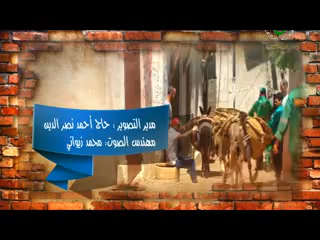 مدير التصوير : حاج أحمد نصر الدين
مهندس الصوت: محمد زيواني